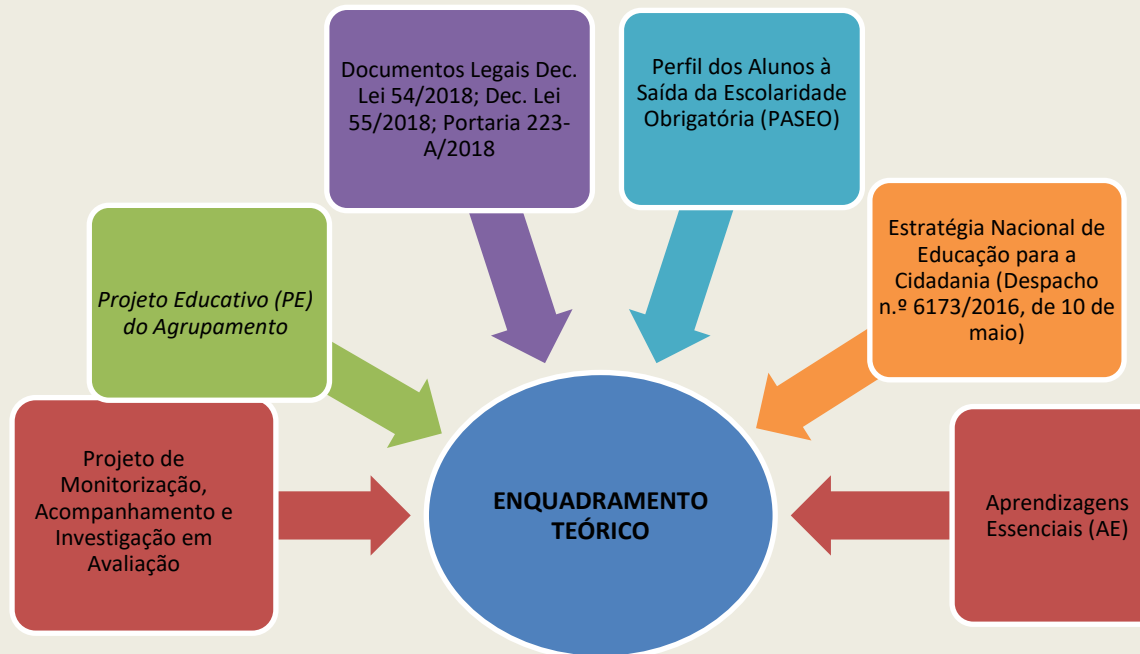 Documentos Legais Dec.
Lei 54/2018; Dec. Lei
55/2018; Portaria 223-
A/2018
Perfil dos Alunos à
Saída da Escolaridade
Obrigatória (PASEO)
Projeto Educativo (PE)
do Agrupamento
Estratégia Nacional de
Educação para a
Cidadania (Despacho
n.º 6173/2016, de 10 de
maio)
Projeto de
Monitorização,
Acompanhamento e
Investigação em
Avaliação
ENQUADRAMENTO
TEÓRICO
Aprendizagens
Essenciais (AE)